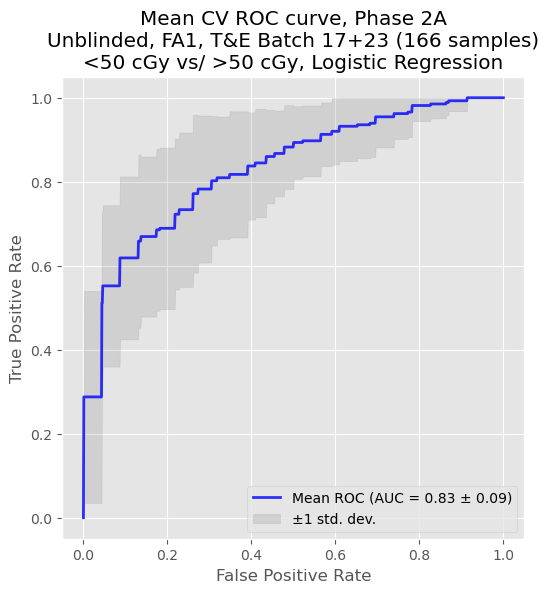 Mean CV ROC curve, Phase 2A
Unblinded, FA1, T&E Batch 17+23 (166 samples)
<50 cGy vs/ >50 cGy, Logistic Regression
1.0
0.8
0.6
0.4
0.2
0.0
True Positive Rate
Mean ROC (AUC = 0.83 ± 0.09)
±1 std. dev.
0.0 0.2 0.4 0.6 0.8 1.0
False Positive Rate